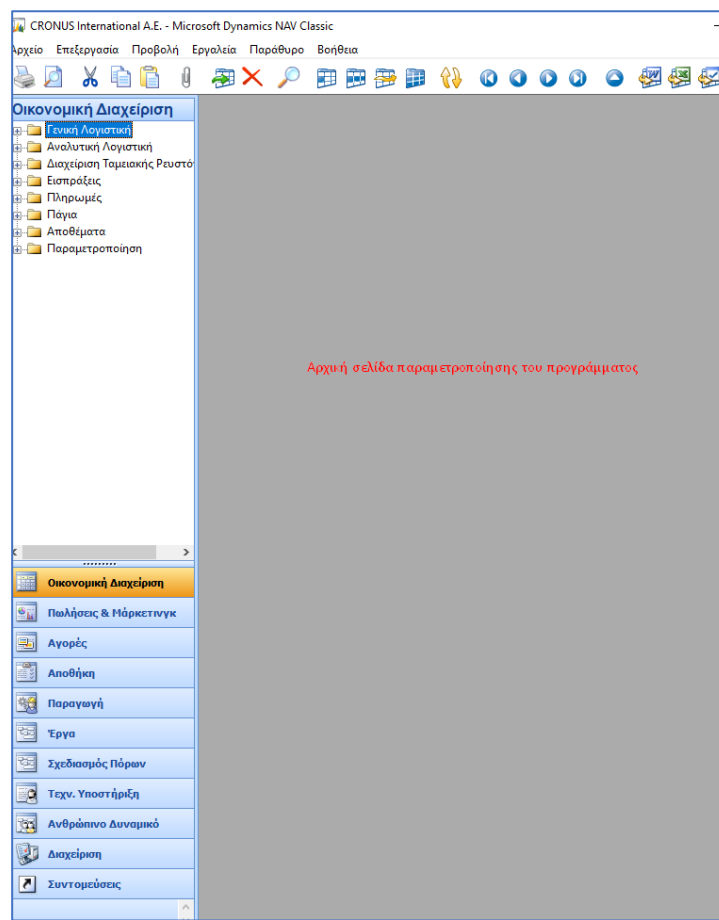 CRONUS International A.E. - Microsoft Dynamics NAV Classic
Αρχείο Επεξεργασία Προβολή Εργαλεία Παράθυρο Βοήθεια
Οικονομική Διαχείριση
Γενική Λογιστική
Αναλυτική Λογιστική
Διαχείριση Ταμειακής Ρευστό
Εισπράξεις
Πληρωμές
Πάγια
Αποθέματα
Παραμετροποίηση
Αρχική σελίδα παραμετροποίησης του προγράμματος
Οικονομική Διαχείριση
Πωλήσεις & Μάρκετινγκ
Αγορές
Αποθήκη
Παραγωγή
Έργα
Σχεδιασμός Πόρων
Τεχν. Υποστήριξη
Ανθρώπινο Δυναμικό
Διαχείριση
Συντομεύσεις